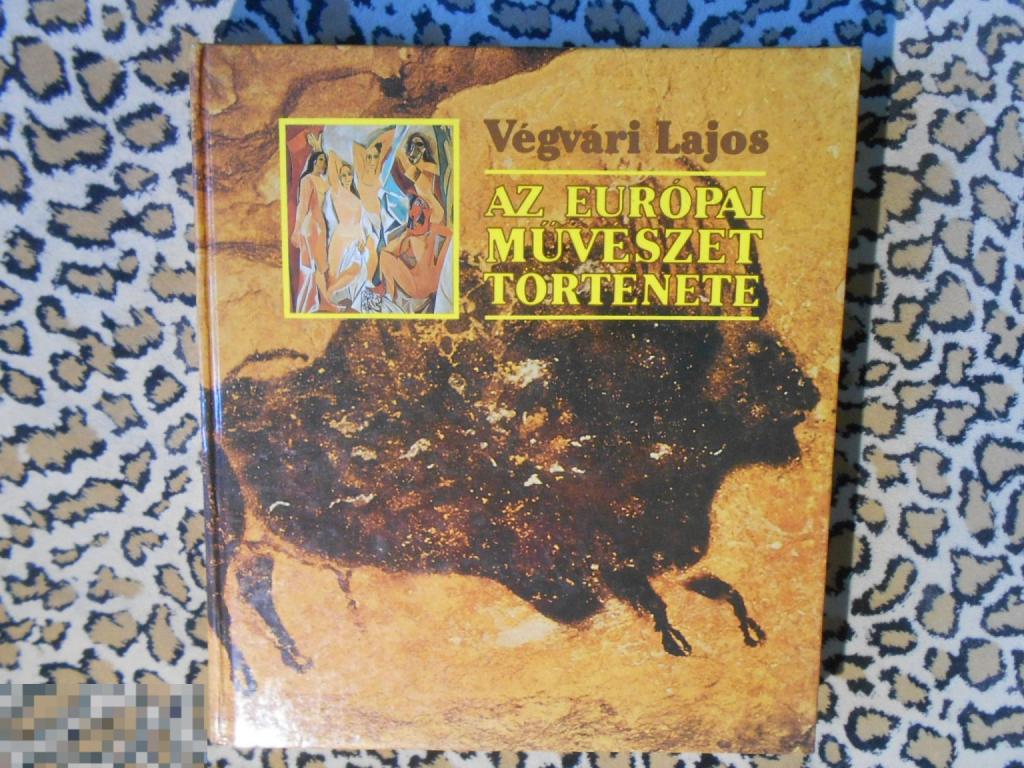 Végvári Lajos
AZ EURÓPAI
MŰVÉSZET
TÖRTÉNETE